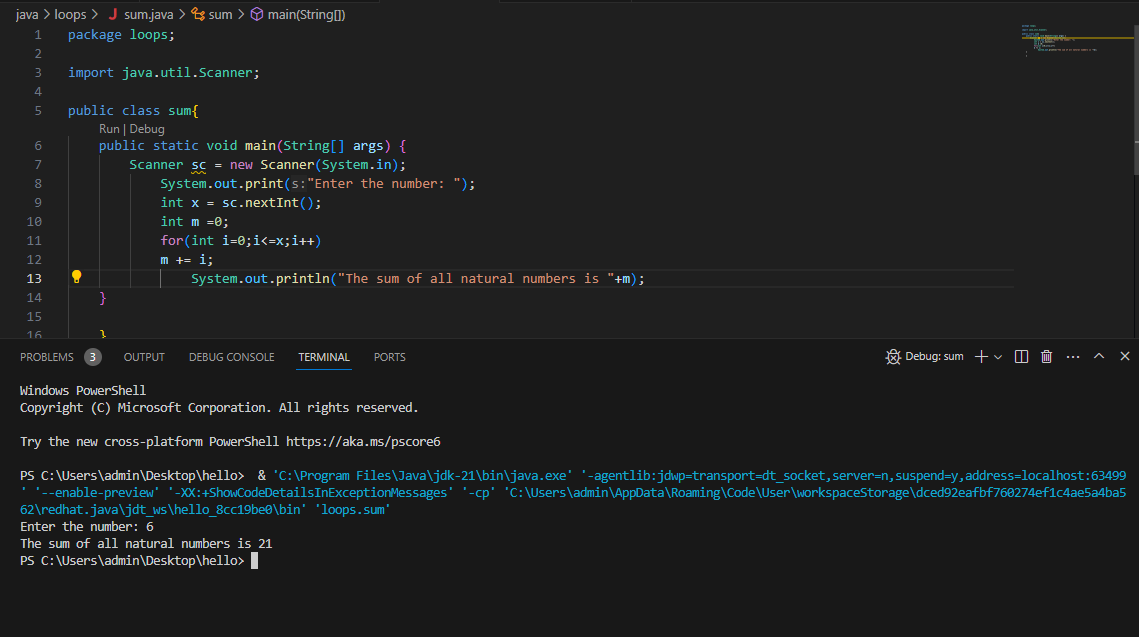 java > loops > J sum.java > sum > main(String[])
1 package loops;
2
3 import java.util.Scanner;
4
5 public class sum{
Run | Debug
6 public static void main(String[] args) {
7 Scanner sc = new Scanner(System.in);
8 System.out.print(s:"Enter the number: ");
9 int x = sc.nextInt();
10 int m =0;
11 for(int i=0;i<=x;i++)
12 m += i;
13 System.out.println("The sum of all natural numbers is "+m);
14 }
15
16 }
PROBLEMS 3 OUTPUT DEBUG CONSOLE TERMINAL PORTS Debug: sum
Windows PowerShell
Copyright (C) Microsoft Corporation. All rights reserved.
Try the new cross-platform PowerShell https://aka.ms/pscore6
PS C:\Users\admin\Desktop\hello>  & 'C:\Program Files\Java\jdk-21\bin\java.exe' '-agentlib:jdwp=transport=dt_socket,server=n,suspend=y,address=localhost:63499
' '--enable-preview' '-XX:+ShowCodeDetailsInExceptionMessages' '-cp' 'C:\Users\admin\AppData\Roaming\Code\User\workspaceStorage\dced92eafbf760274ef1c4ae5a4ba5
62\redhat.java\jdt_ws\hello_8cc19be0\bin' 'loops.sum'
Enter the number: 6
The sum of all natural numbers is 21
PS C:\Users\admin\Desktop\hello>